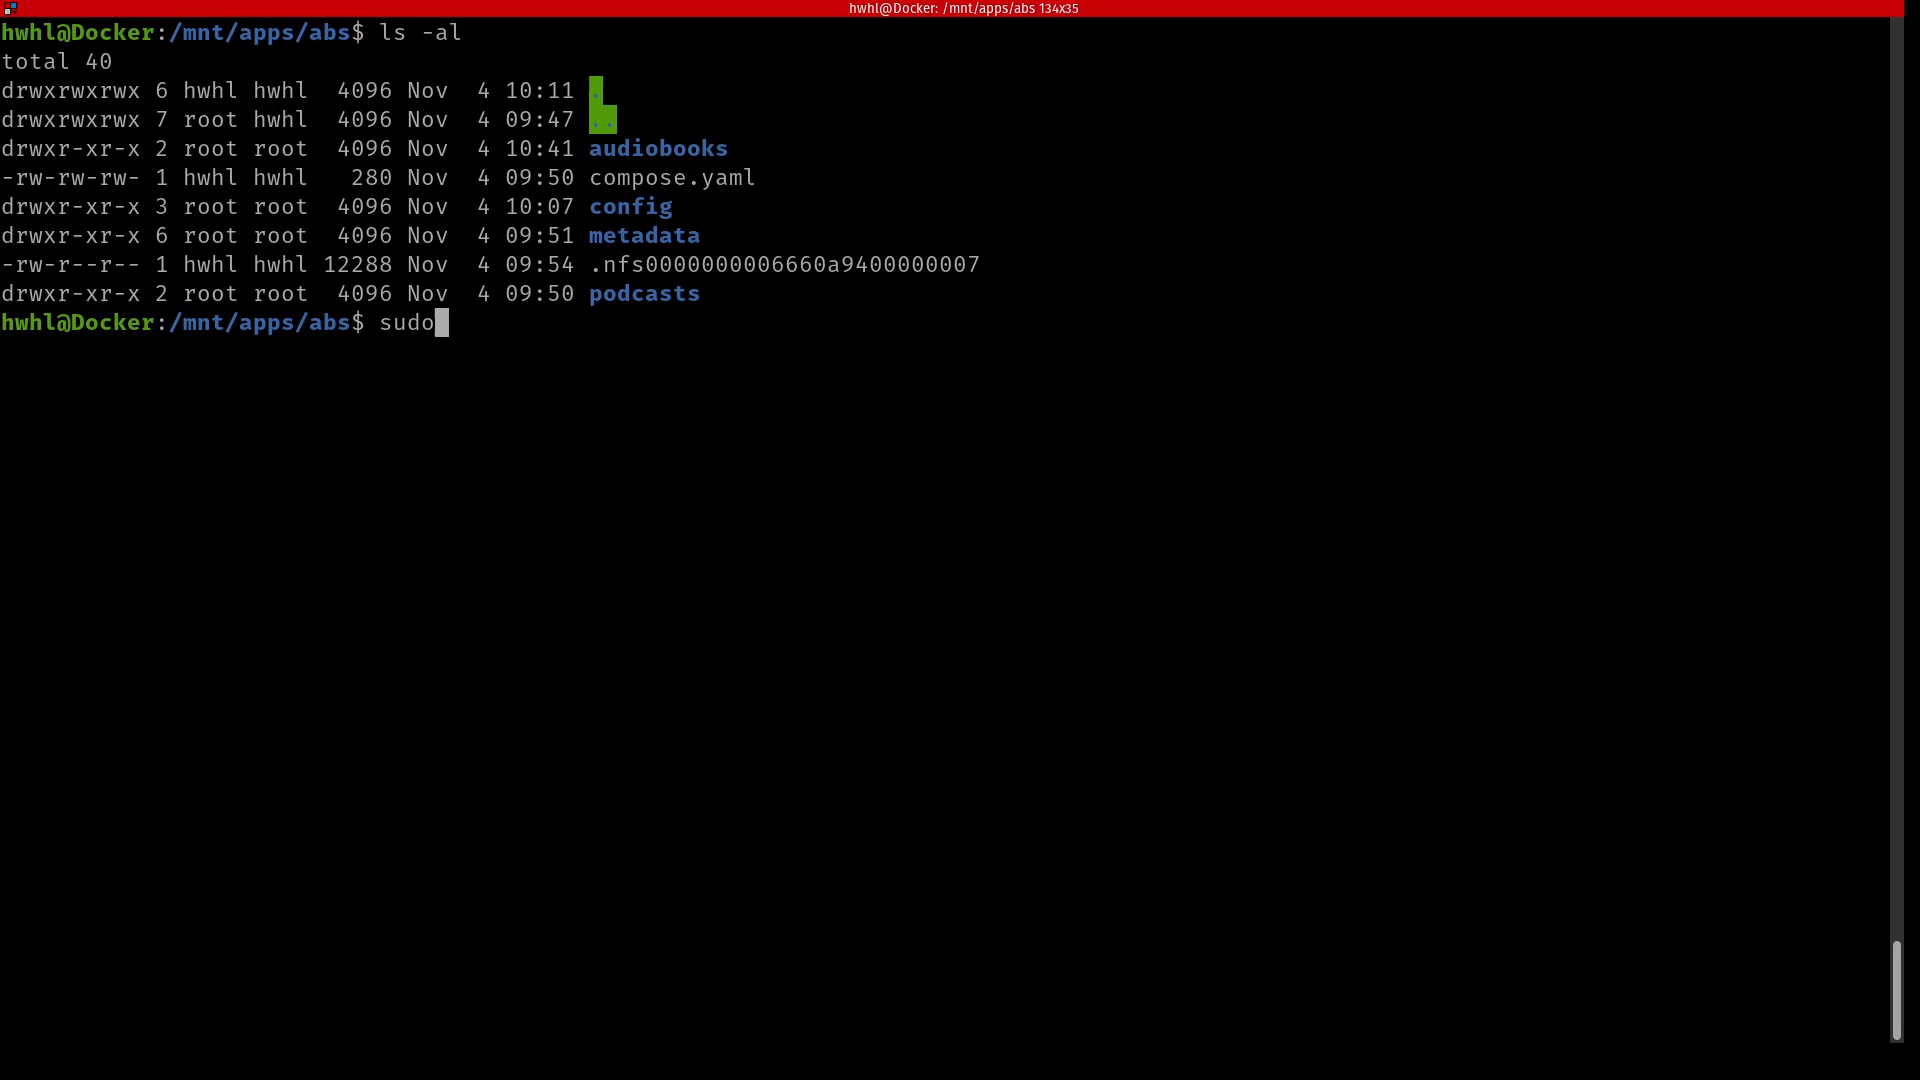 hwhl@Docker: /mnt/apps/abs 134x35
hwhl@Docker:/mnt/apps/abs$ ls -al
total 40
drwxrwxrwx 6 hwhl hwhl  4096 Nov  4 10:11 .
drwxrwxrwx 7 root hwhl  4096 Nov  4 09:47 ..
drwxr-xr-x 2 root root  4096 Nov  4 10:41 audiobooks
-rw-rw-rw- 1 hwhl hwhl   280 Nov  4 09:50 compose.yaml
drwxr-xr-x 3 root root  4096 Nov  4 10:07 config
drwxr-xr-x 6 root root  4096 Nov  4 09:51 metadata
-rw-r--r-- 1 hwhl hwhl 12288 Nov  4 09:54 .nfs0000000006660a9400000007
drwxr-xr-x 2 root root  4096 Nov  4 09:50 podcasts
hwhl@Docker:/mnt/apps/abs$ sudo